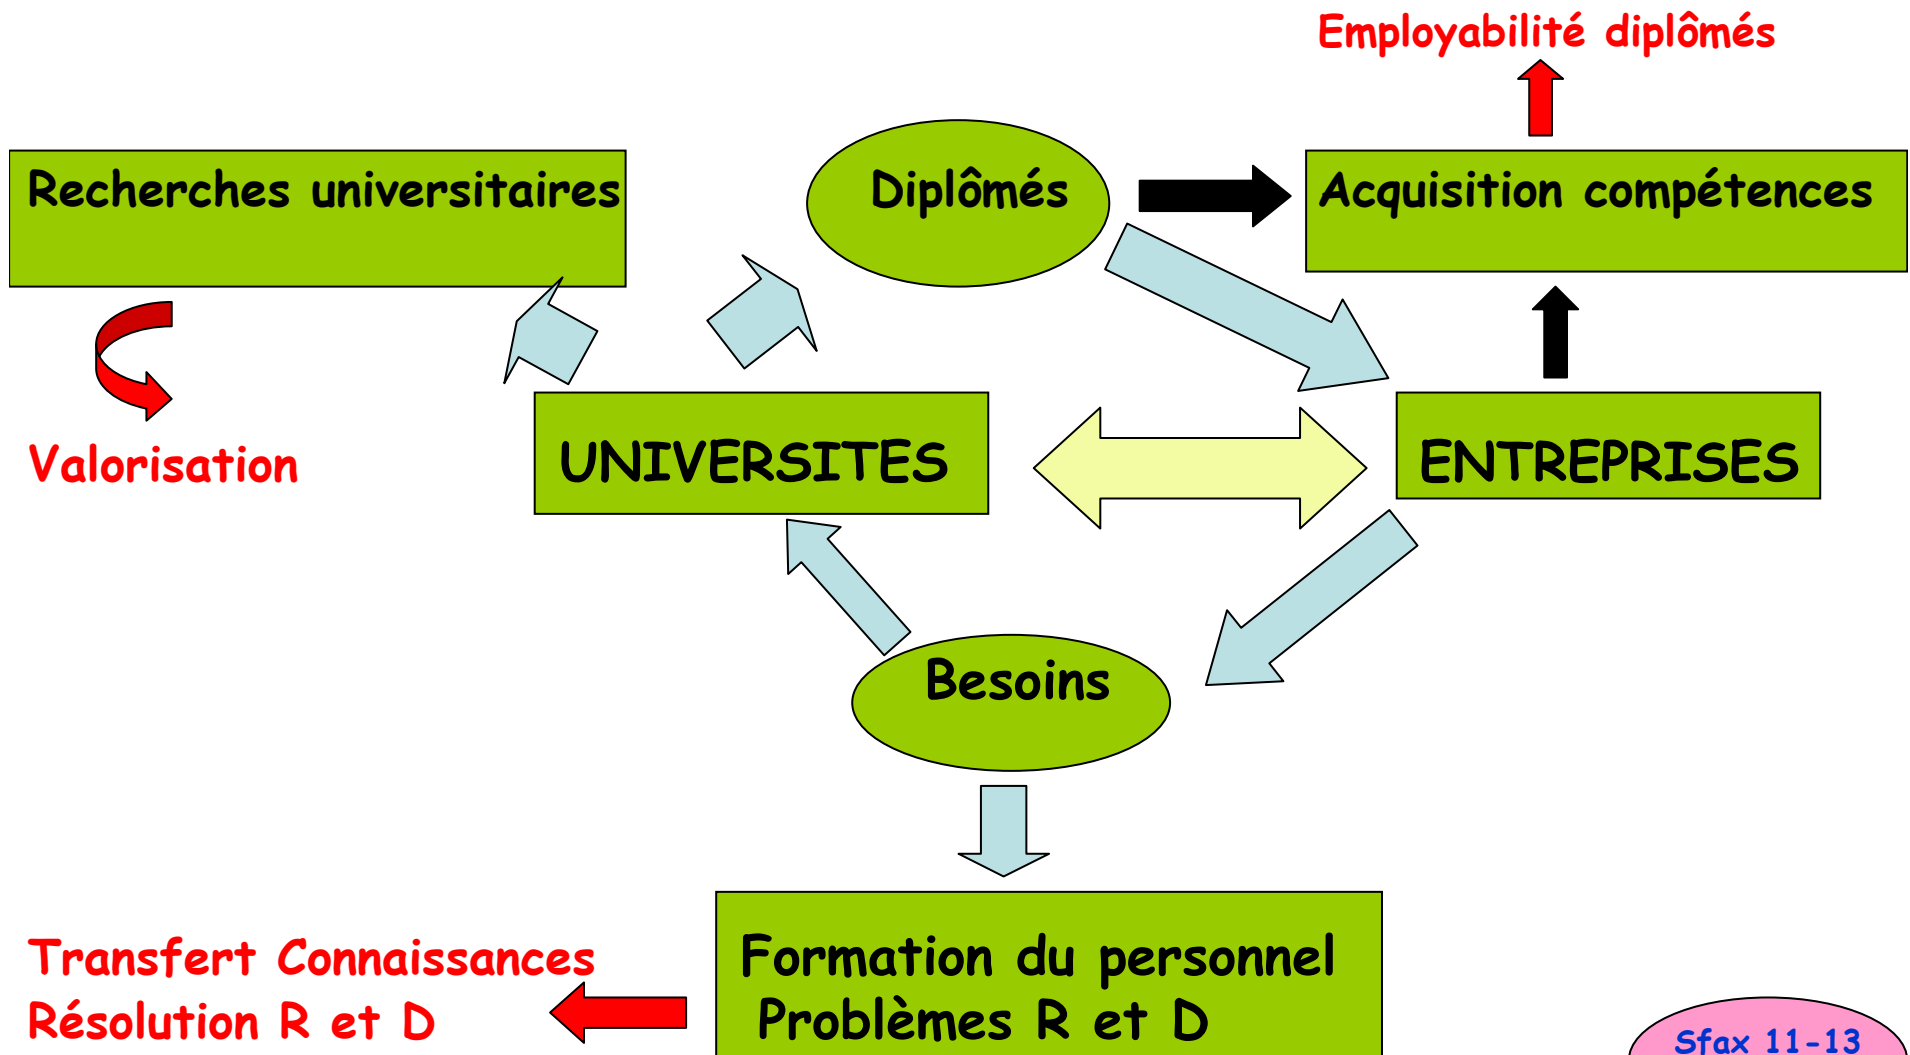 Employabilité diplômés
Recherches universitaires
Diplômés
Acquisition compétences
Valorisation
UNIVERSITES
ENTREPRISES
Besoins
Transfert Connaissances
Résolution R et D
Formation du personnel
Problèmes R et D
Sfax 11-13